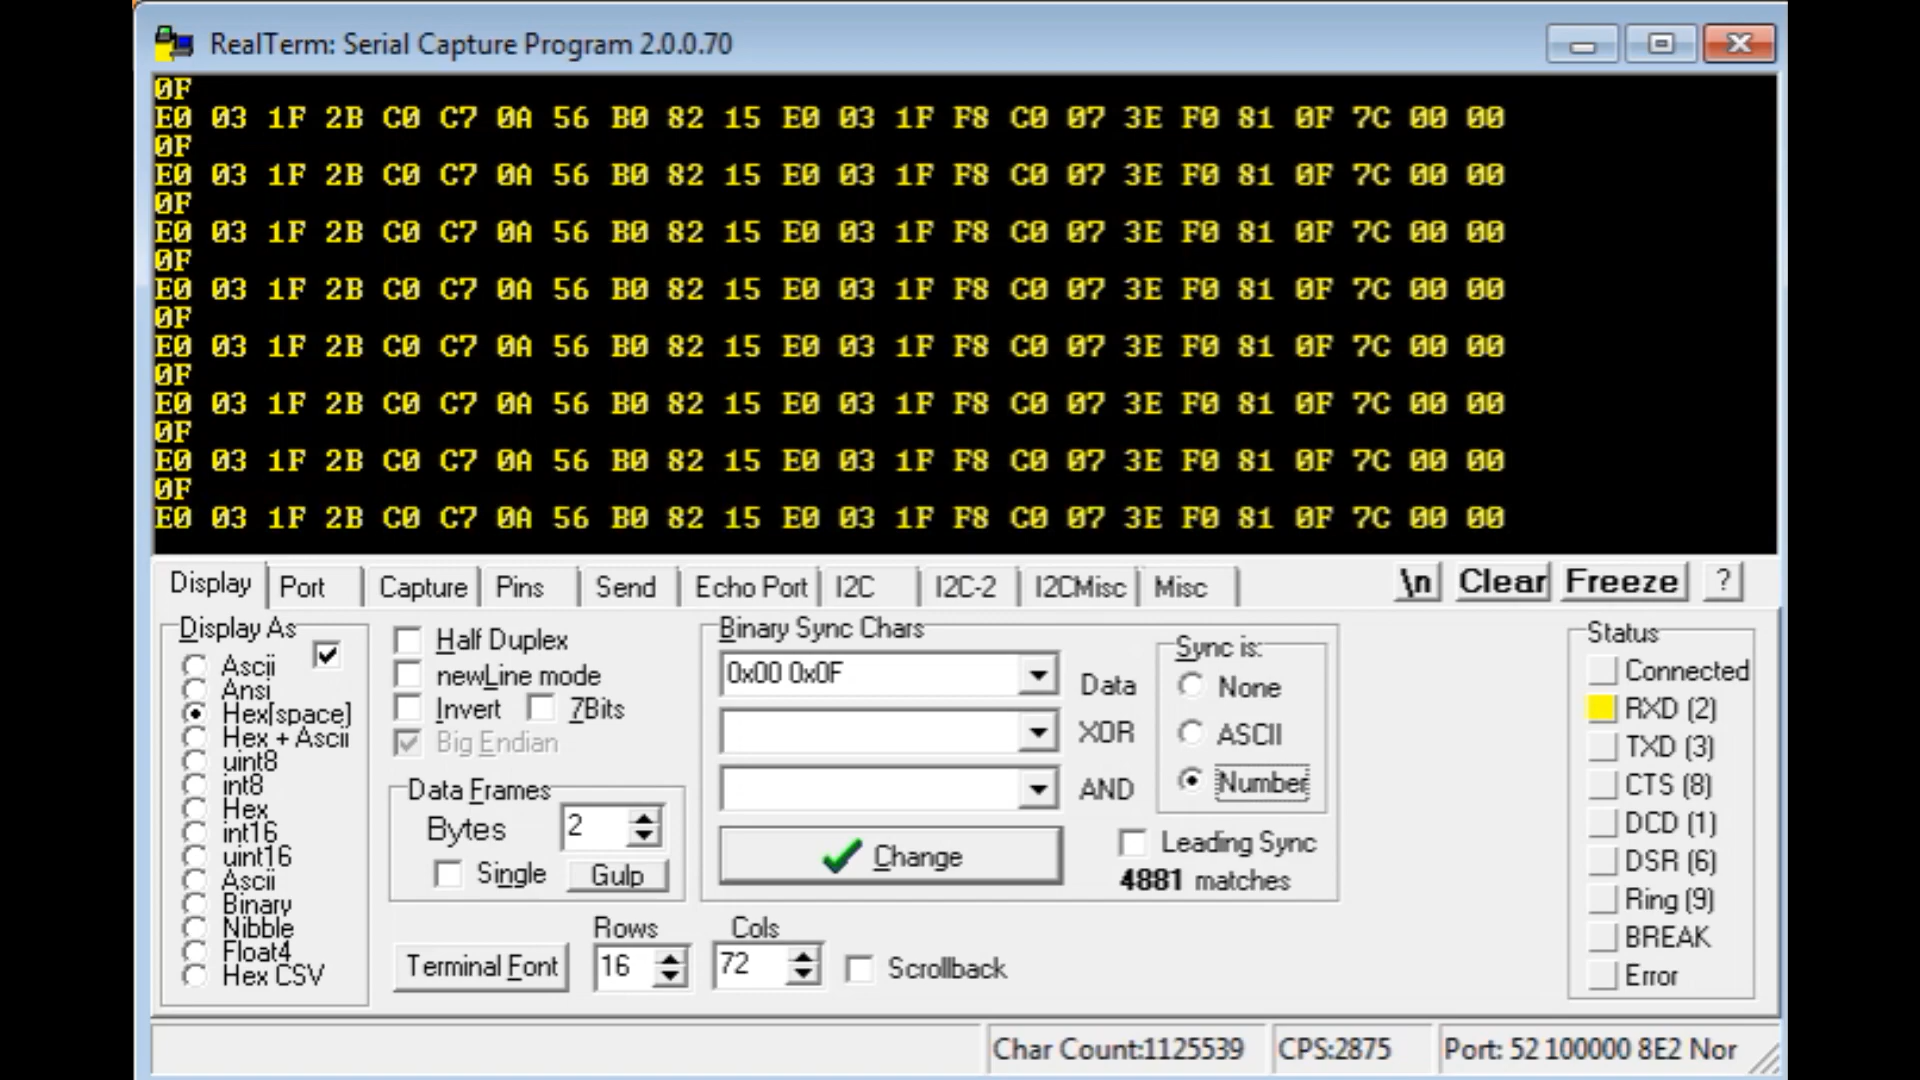 RealTerm: Serial Capture Program 2.0.0.70
0F
E0 03 1F 2B C0 C7 0A 56 B0 82 15 E0 03 1F F8 C0 07 3E F0 81 0F 7C 00 00
0F
E0 03 1F 2B C0 C7 0A 56 B0 82 15 E0 03 1F F8 C0 07 3E F0 81 0F 7C 00 00
0F
E0 03 1F 2B C0 C7 0A 56 B0 82 15 E0 03 1F F8 C0 07 3E F0 81 0F 7C 00 00
0F
E0 03 1F 2B C0 C7 0A 56 B0 82 15 E0 03 1F F8 C0 07 3E F0 81 0F 7C 00 00
0F
E0 03 1F 2B C0 C7 0A 56 B0 82 15 E0 03 1F F8 C0 07 3E F0 81 0F 7C 00 00
0F
E0 03 1F 2B C0 C7 0A 56 B0 82 15 E0 03 1F F8 C0 07 3E F0 81 0F 7C 00 00
0F
E0 03 1F 2B C0 C7 0A 56 B0 82 15 E0 03 1F F8 C0 07 3E F0 81 0F 7C 00 00
0F
E0 03 1F 2B C0 C7 0A 56 B0 82 15 E0 03 1F F8 C0 07 3E F0 81 0F 7C 00 00
Display Port Capture Pins Send Echo Port I2C I2C-2 I2CMisc Misc \n Clear Freeze ?
Display As
Ascii
Ansi
Hex[space]
Hex + Ascii
uint8
int8
Hex
int16
uint16
Ascii
Binary
Nibble
Float4
Hex CSV
Half Duplex
newLine mode
Invert 7Bits
Big Endian
Data Frames
Bytes 2
Single Gulp
Rows Cols
Terminal Font 16 72 Scrollback
Binary Sync Chars
0x00 0x0F Data
XOR
AND
Change
Sync is:
None
ASCII
Number
Leading Sync
4881 matches
Status
Connected
RXD (2)
TXD (3)
CTS (8)
DCD (1)
DSR (6)
Ring (9)
BREAK
Error
Char Count:1125539 CPS:2875 Port: 52 100000 8E2 Nor